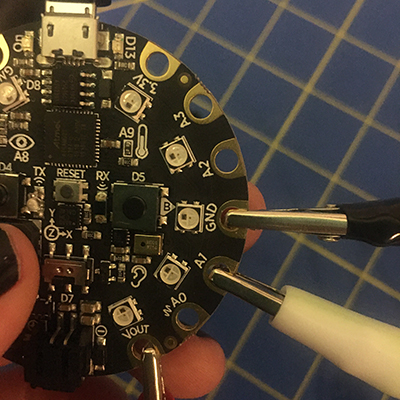 D13
3.3V
D8
A3
A9
A8
A2
D4
TX
RESET
RX
D5
B
GND
Y
Z
X
A1
D7
A0
VOUT